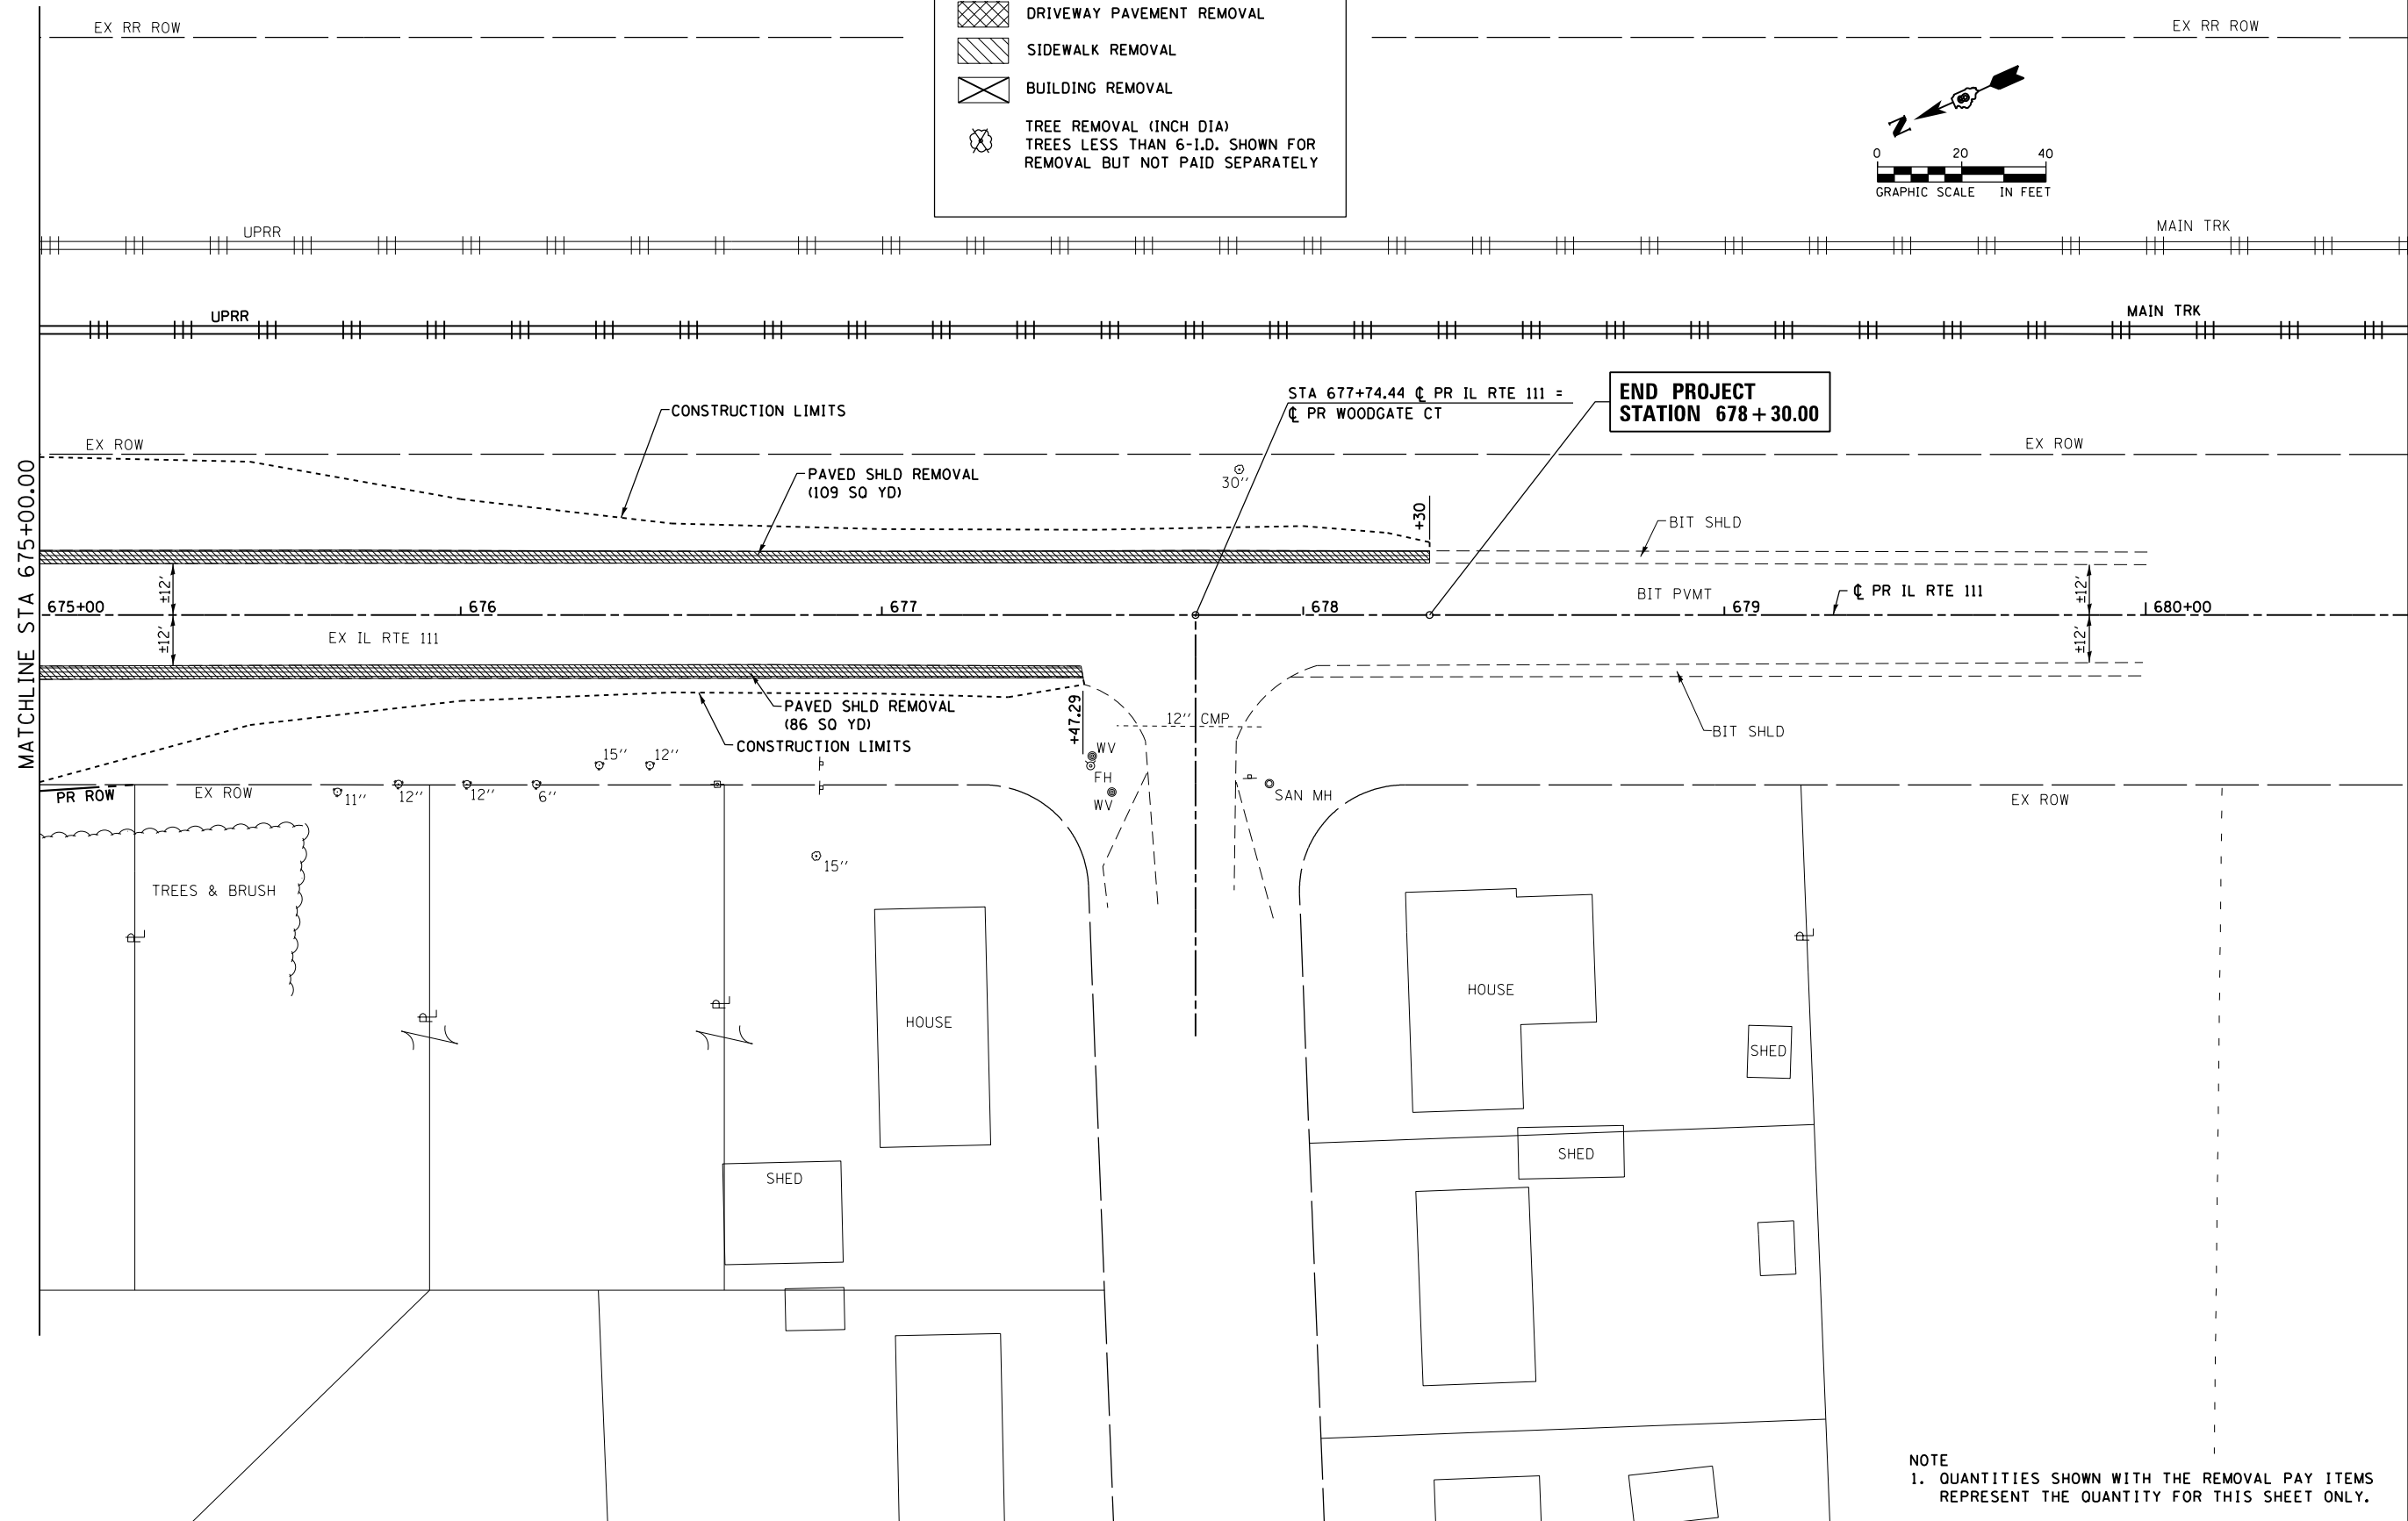 EX RR ROW
EX RR ROW
DRIVEWAY PAVEMENT REMOVAL
SIDEWALK REMOVAL
BUILDING REMOVAL
TREE REMOVAL (INCH DIA)
TREES LESS THAN 6-I.D. SHOWN FOR
REMOVAL BUT NOT PAID SEPARATELY
N
0 20 40
GRAPHIC SCALE IN FEET
UPRR
MAIN TRK
UPRR
MAIN TRK
STA 677+74.44 ℄ PR IL RTE 111 =
℄ PR WOODGATE CT
END PROJECT
STATION 678+30.00
CONSTRUCTION LIMITS
EX ROW
EX ROW
PAVED SHLD REMOVAL
(109 SQ YD)
30''
+30
BIT SHLD
MATCHLINE STA 675+00.00
±12'
BIT PVMT
℄ PR IL RTE 111
±12'
675+00
676
677
678
679
680+00
±12'
EX IL RTE 111
±12'
PAVED SHLD REMOVAL
(86 SQ YD)
+47.29
12'' CMP
BIT SHLD
CONSTRUCTION LIMITS
15''
12''
WV
FH
WV
SAN MH
PR ROW
EX ROW
11''
12''
12''
6''
EX ROW
15''
TREES & BRUSH
PL
PL
PL
PL
HOUSE
HOUSE
SHED
SHED
SHED
NOTE
1. QUANTITIES SHOWN WITH THE REMOVAL PAY ITEMS
REPRESENT THE QUANTITY FOR THIS SHEET ONLY.